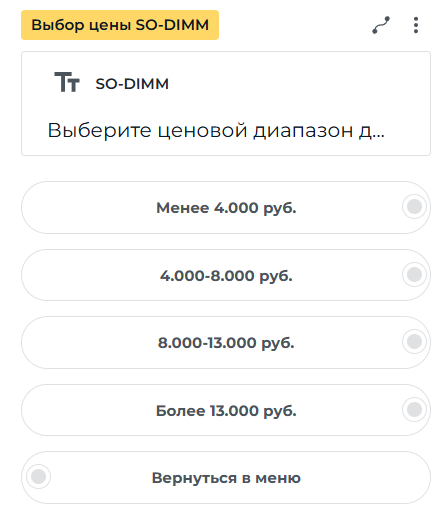 Выбор цены SO-DIMM
SO-DIMM
Выберите ценовой диапазон д...
Менее 4.000 руб.
4.000-8.000 руб.
8.000-13.000 руб.
Более 13.000 руб.
Вернуться в меню